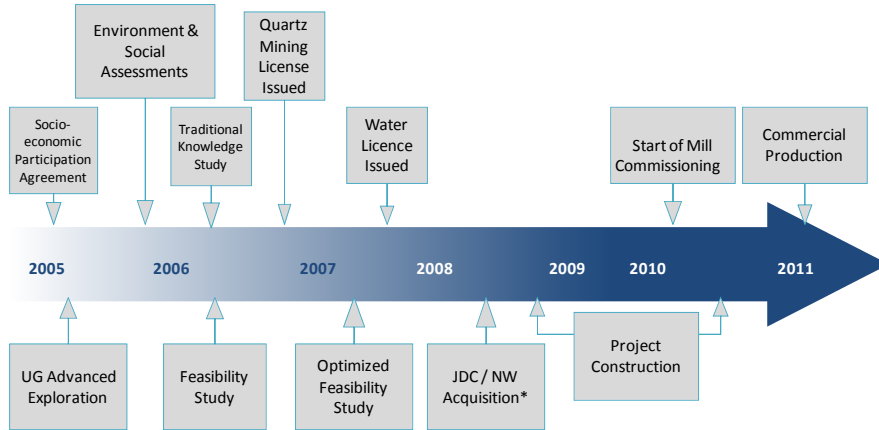 Environment &
Social
Assessments
Quartz
Mining
License
Issued
Socio-
economic
Participation
Agreement
Traditional
Knowledge
Study
Water
Licence
Issued
Start of Mill
Commissioning
Commercial
Production
2005 2006 2007 2008 2009 2010 2011
UG Advanced
Exploration
Feasibility
Study
Optimized
Feasibility
Study
JDC / NW
Acquisition*
Project
Construction